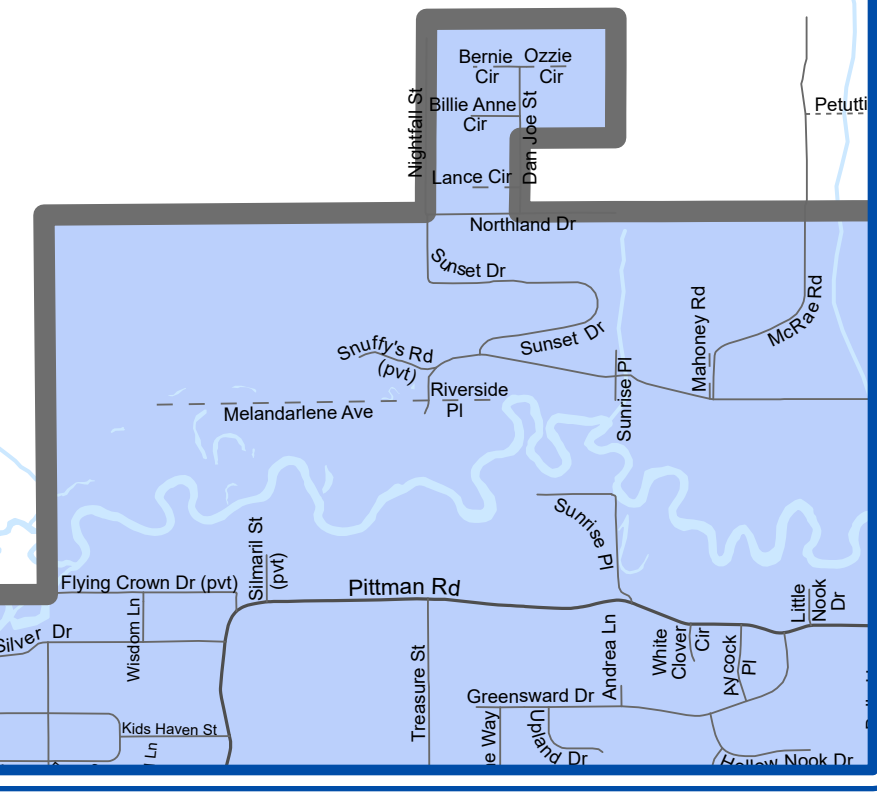 Bernie Ozzie
Cir Cir
Nightfall St
Billie Anne
Cir
Dan Joe St
Petutti
Lance Cir
Northland Dr
Sunset Dr
Sunset Dr
Snuffy's Rd
(pvt)
Mahoney Rd
McRae Rd
Sunrise Pl
Riverside
Pl
Melandarlene Ave
Sunrise Pl
Silmaril St
(pvt)
Flying Crown Dr (pvt)
Pittman Rd
Wisdom Ln
Silver Dr
Little
Nook
Dr
Andrea Ln
White
Clover
Cir
Aycock
Pl
Treasure St
Greensward Dr
Kids Haven St
Ln
e Way
Upland Dr
Hollow Nook Dr